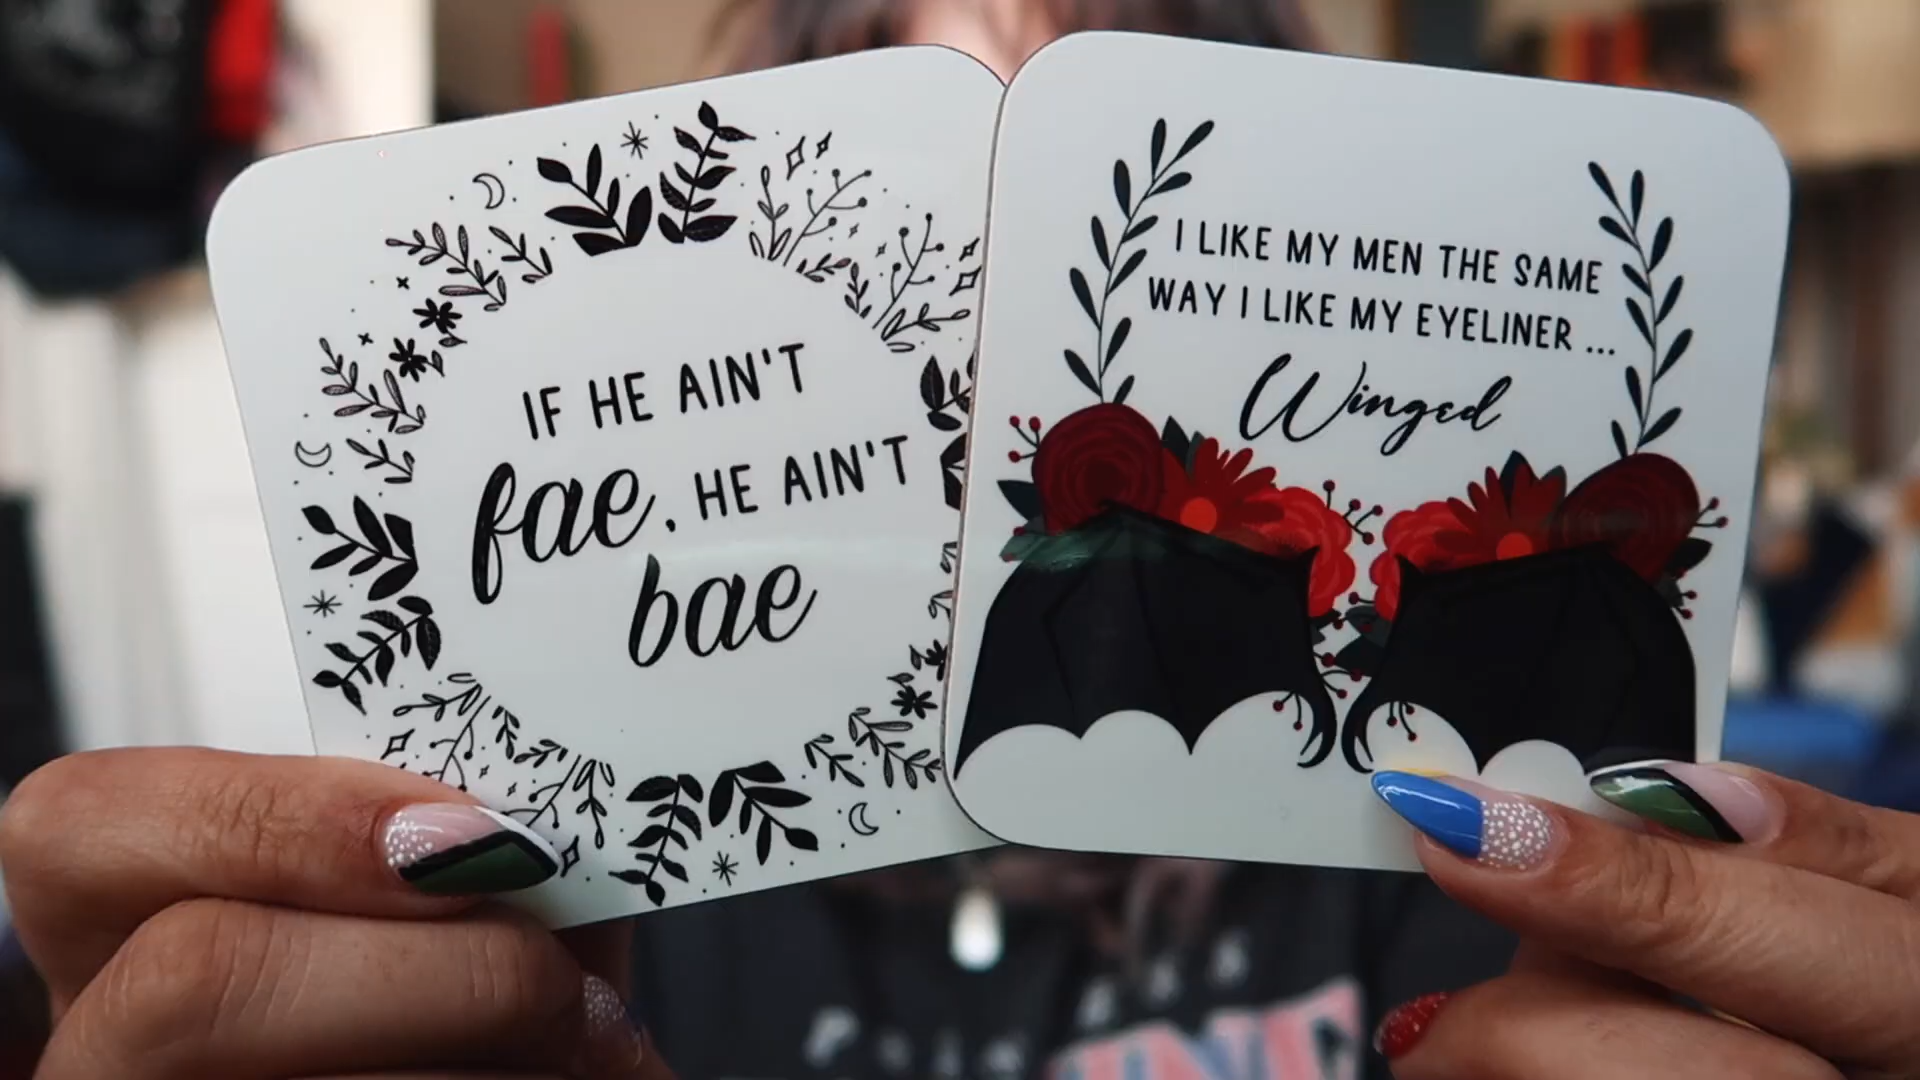 IF HE AIN'T
fae, HE AIN'T
bae
I LIKE MY MEN THE SAME
WAY I LIKE MY EYELINER ...
Winged